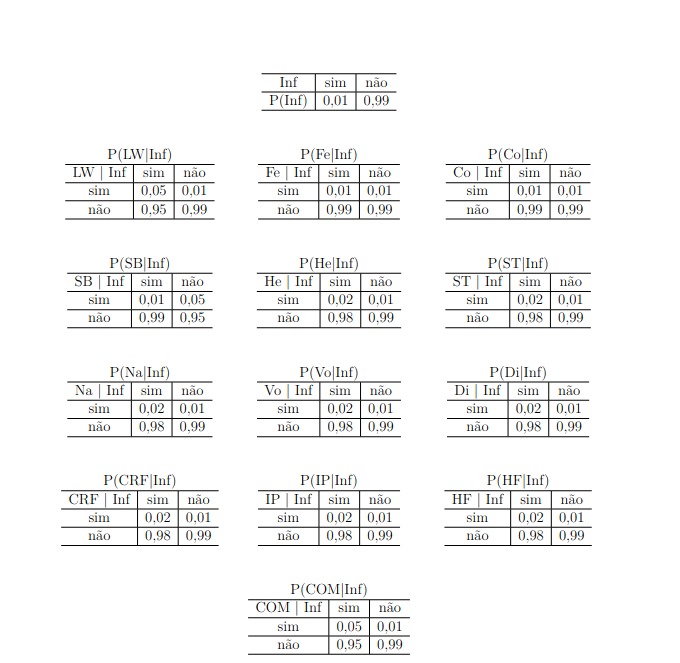 Inf sim não
P(Inf) 0,01 0,99
P(LW|Inf) P(Fe|Inf) P(Co|Inf)
LW | Inf sim não Fe | Inf sim não Co | Inf sim não
sim 0,05 0,01 sim 0,01 0,01 sim 0,01 0,01
não 0,95 0,99 não 0,99 0,99 não 0,99 0,99
P(SB|Inf) P(He|Inf) P(ST|Inf)
SB | Inf sim não He | Inf sim não ST | Inf sim não
sim 0,01 0,05 sim 0,02 0,01 sim 0,02 0,01
não 0,99 0,95 não 0,98 0,99 não 0,98 0,99
P(Na|Inf) P(Vo|Inf) P(Di|Inf)
Na | Inf sim não Vo | Inf sim não Di | Inf sim não
sim 0,02 0,01 sim 0,02 0,01 sim 0,02 0,01
não 0,98 0,99 não 0,98 0,99 não 0,98 0,99
P(CRF|Inf) P(IP|Inf) P(HF|Inf)
CRF | Inf sim não IP | Inf sim não HF | Inf sim não
sim 0,02 0,01 sim 0,02 0,01 sim 0,02 0,01
não 0,98 0,99 não 0,98 0,99 não 0,98 0,99
P(COM|Inf)
COM | Inf sim não
sim 0,05 0,01
não 0,95 0,99